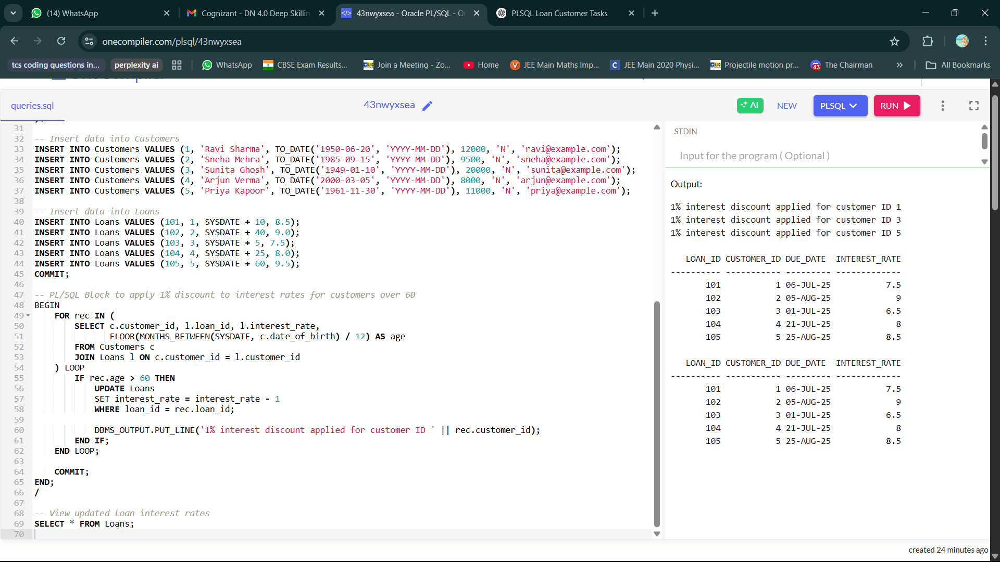 (14) WhatsApp
Cognizant - DN 4.0 Deep Skillin
43nwyxsea - Oracle PL/SQL - O
PLSQL Loan Customer Tasks
onecompiler.com/plsql/43nwyxsea
tcs coding questions in...
perplexity ai
WhatsApp
CBSE Exam Results...
Join a Meeting - Zo...
Home
JEE Main Maths Imp...
JEE Main 2020 Physi...
Projectile motion pr...
The Chairman
All Bookmarks
queries.sql
43nwyxsea
AI
NEW
PLSQL
RUN
31
32 -- Insert data into Customers
33 INSERT INTO Customers VALUES (1, 'Ravi Sharma', TO_DATE('1950-06-20', 'YYYY-MM-DD'), 12000, 'N', 'ravi@example.com');
34 INSERT INTO Customers VALUES (2, 'Sneha Mehra', TO_DATE('1985-09-15', 'YYYY-MM-DD'), 9500, 'N', 'sneha@example.com');
35 INSERT INTO Customers VALUES (3, 'Sunita Ghosh', TO_DATE('1949-01-10', 'YYYY-MM-DD'), 20000, 'N', 'sunita@example.com');
36 INSERT INTO Customers VALUES (4, 'Arjun Verma', TO_DATE('2000-03-05', 'YYYY-MM-DD'), 8000, 'N', 'arjun@example.com');
37 INSERT INTO Customers VALUES (5, 'Priya Kapoor', TO_DATE('1961-11-30', 'YYYY-MM-DD'), 11000, 'N', 'priya@example.com');
38
39 -- Insert data into Loans
40 INSERT INTO Loans VALUES (101, 1, SYSDATE + 10, 8.5);
41 INSERT INTO Loans VALUES (102, 2, SYSDATE + 40, 9.0);
42 INSERT INTO Loans VALUES (103, 3, SYSDATE + 5, 7.5);
43 INSERT INTO Loans VALUES (104, 4, SYSDATE + 25, 8.0);
44 INSERT INTO Loans VALUES (105, 5, SYSDATE + 60, 9.5);
45 COMMIT;
46
47 -- PL/SQL Block to apply 1% discount to interest rates for customers over 60
48 BEGIN
49 FOR rec IN (
50 SELECT c.customer_id, l.loan_id, l.interest_rate,
51 FLOOR(MONTHS_BETWEEN(SYSDATE, c.date_of_birth) / 12) AS age
52 FROM Customers c
53 JOIN Loans l ON c.customer_id = l.customer_id
54 ) LOOP
55 IF rec.age > 60 THEN
56 UPDATE Loans
57 SET interest_rate = interest_rate - 1
58 WHERE loan_id = rec.loan_id;
59
60 DBMS_OUTPUT.PUT_LINE('1% interest discount applied for customer ID ' || rec.customer_id);
61 END IF;
62 END LOOP;
63
64 COMMIT;
65 END;
66 /
67
68 -- View updated loan interest rates
69 SELECT * FROM Loans;
70
STDIN
Input for the program ( Optional )
Output:
1% interest discount applied for customer ID 1
1% interest discount applied for customer ID 3
1% interest discount applied for customer ID 5
LOAN_ID CUSTOMER_ID DUE_DATE INTEREST_RATE
---------- ----------- --------- -------------
101 1 06-JUL-25 7.5
102 2 05-AUG-25 9
103 3 01-JUL-25 6.5
104 4 21-JUL-25 8
105 5 25-AUG-25 8.5
LOAN_ID CUSTOMER_ID DUE_DATE INTEREST_RATE
---------- ----------- --------- -------------
101 1 06-JUL-25 7.5
102 2 05-AUG-25 9
103 3 01-JUL-25 6.5
104 4 21-JUL-25 8
105 5 25-AUG-25 8.5
created 24 minutes ago